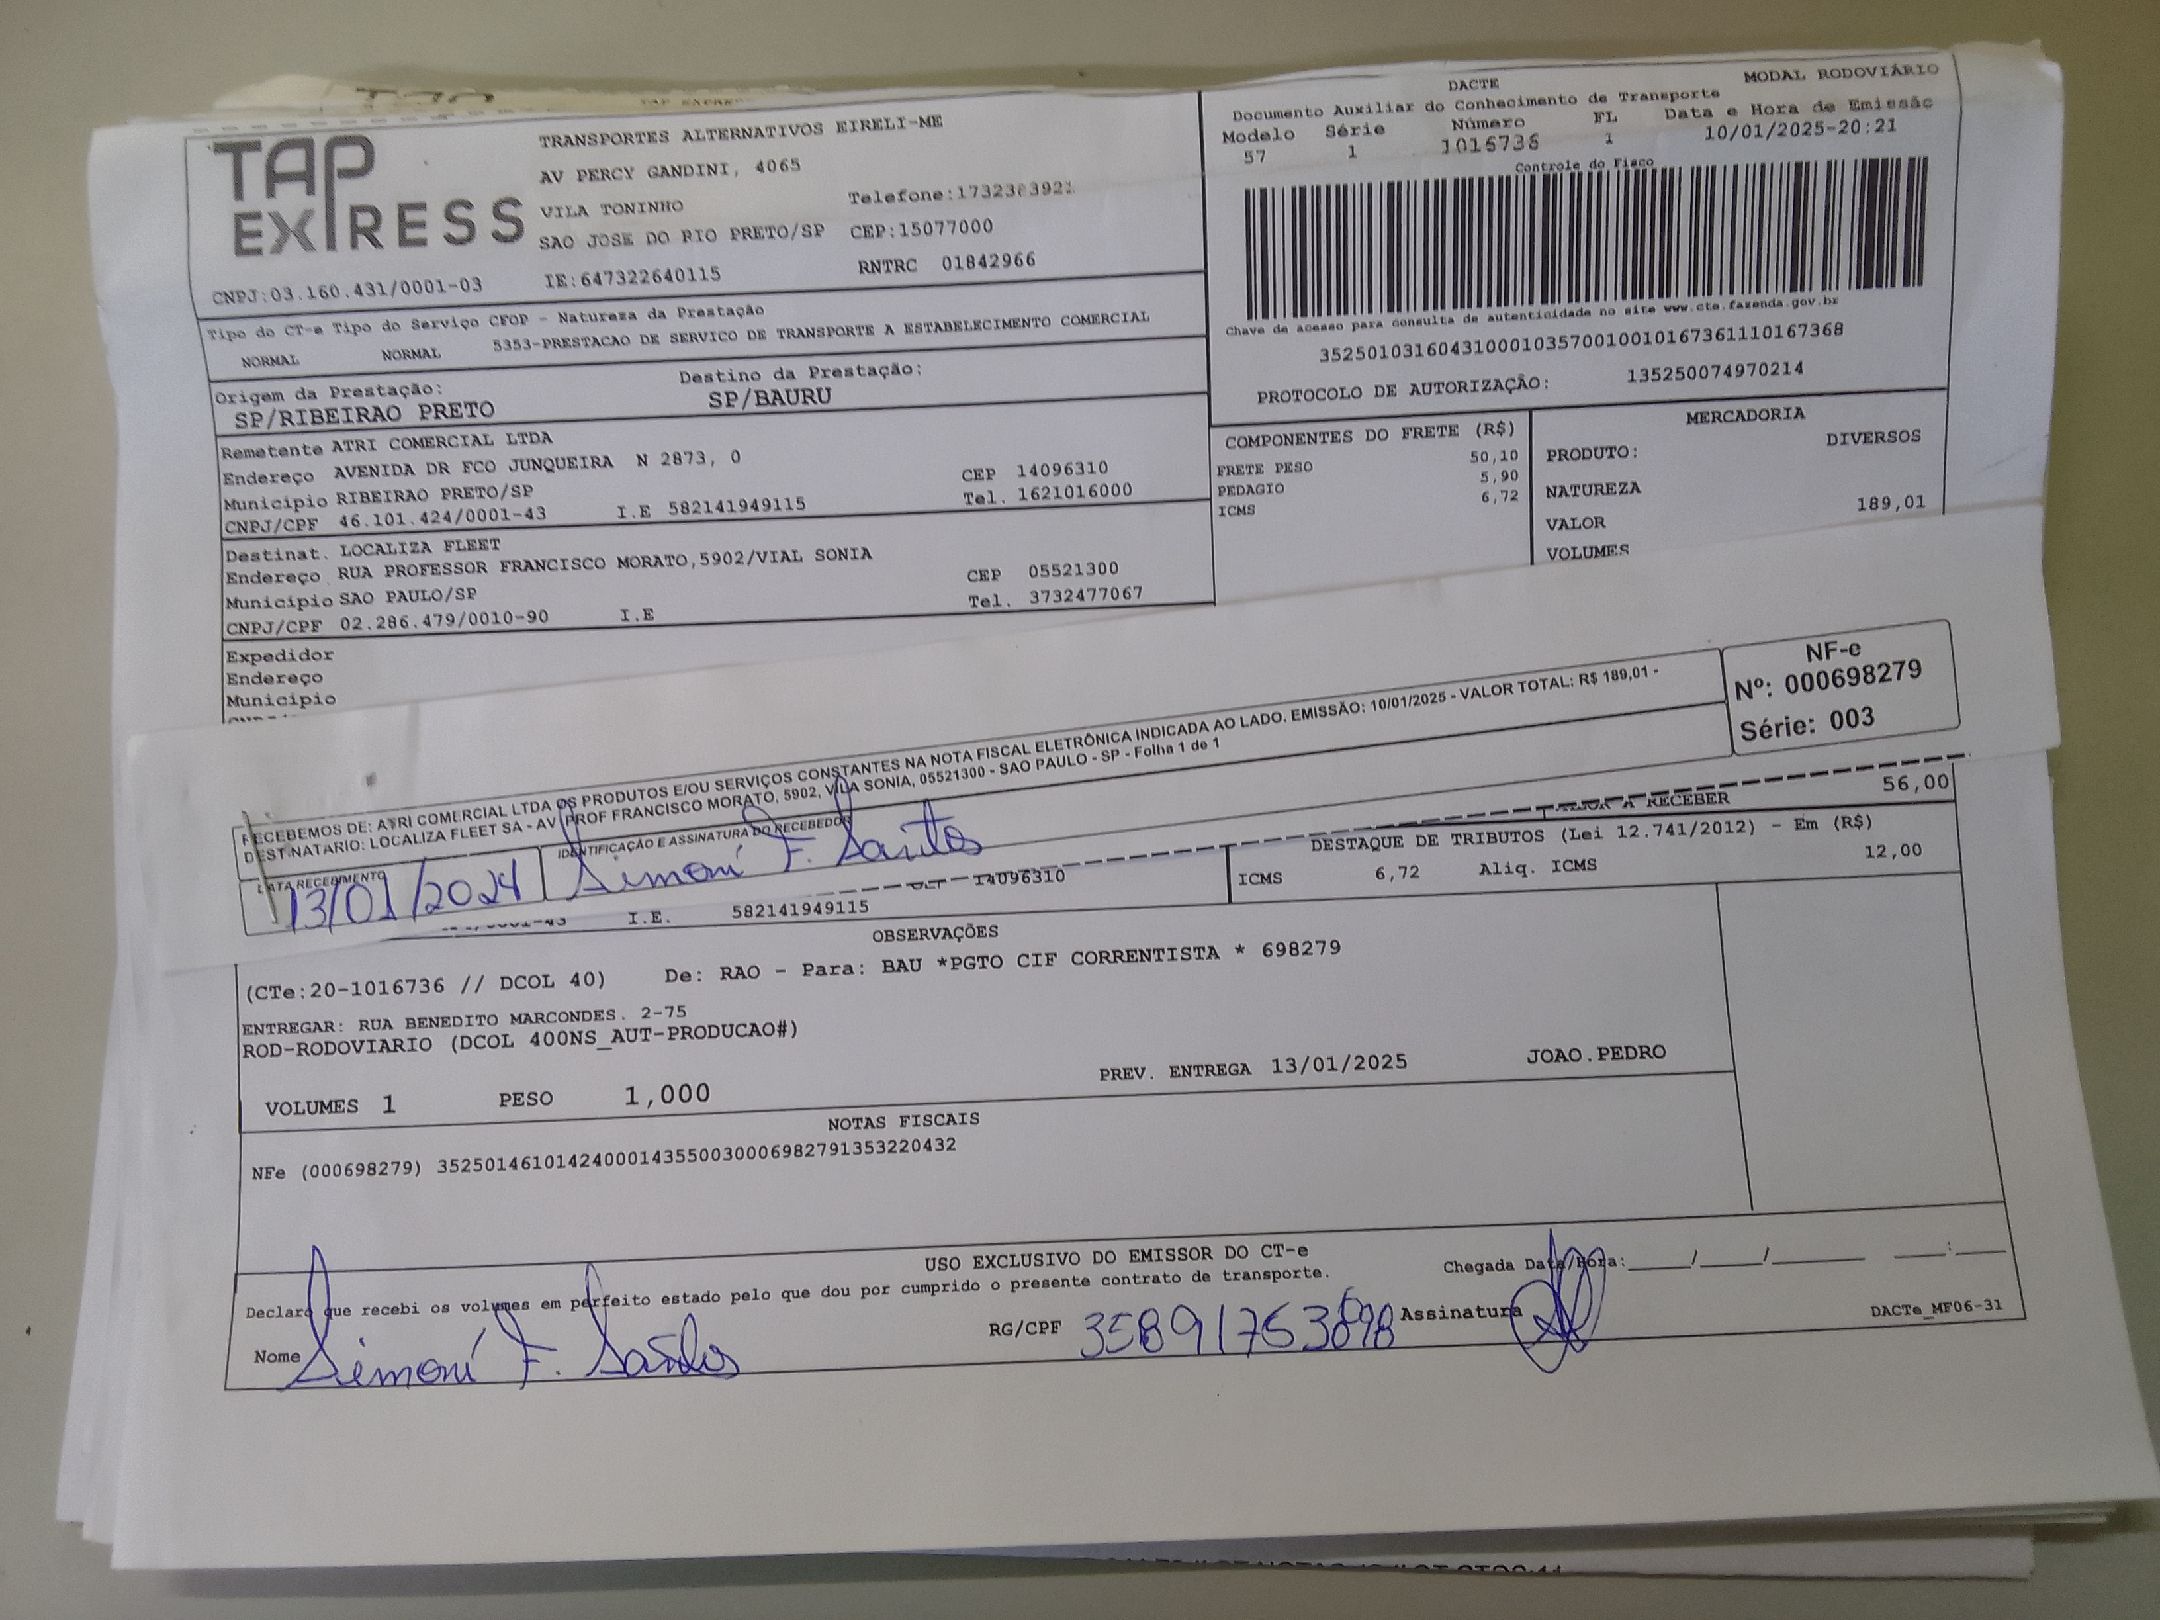 TAP EXPRESS
TRANSPORTES ALTERNATIVOS EIRELI-ME
AV PERCY GANDINI, 4065
VILA TONINHO
SAO JOSE DO RIO PRETO/SP CEP:15077000
CNPJ:03.160.431/0001-03 IE:647322640115 RNTRC 01842966
DACTE MODAL RODOVIÁRIO
Documento Auxiliar do Conhecimento de Transporte
Modelo Série Número FL Data e Hora de Emissão
57 1 1016736 1 10/01/2025-20:21
Controle do Fisco
Chave de acesso para consulta de autenticidade no site www.cte.fazenda.gov.br
35250103160431000103570010010167361110167368
PROTOCOLO DE AUTORIZAÇÃO: 135250074970214
Tipo do CT-e Tipo do Serviço CFOP - Natureza da Prestação
NORMAL NORMAL 5353-PRESTACAO DE SERVICO DE TRANSPORTE A ESTABELECIMENTO COMERCIAL
Origem da Prestação: Destino da Prestação:
SP/RIBEIRAO PRETO SP/BAURU
Remetente ATRI COMERCIAL LTDA
Endereço AVENIDA DR FCO JUNQUEIRA N 2873, 0
Município RIBEIRAO PRETO/SP CEP 14096310
CNPJ/CPF 46.101.424/0001-43 I.E 582141949115 Tel. 1621016000
Destinat. LOCALIZA FLEET
Endereço RUA PROFESSOR FRANCISCO MORATO,5902/VIAL SONIA
Município SAO PAULO/SP CEP 05521300
CNPJ/CPF 02.286.479/0010-90 I.E Tel. 3732477067
Expedidor
Endereço
Município
COMPONENTES DO FRETE (R$)
FRETE PESO 50,10
PEDAGIO 5,90
ICMS 6,72
MERCADORIA
PRODUTO: DIVERSOS
NATUREZA
VALOR 189,01
VOLUMES
RECEBEMOS DE: ATRI COMERCIAL LTDA OS PRODUTOS E/OU SERVIÇOS CONSTANTES NA NOTA FISCAL ELETRÔNICA INDICADA AO LADO. EMISSÃO: 10/01/2025 - VALOR TOTAL: R$ 189,01 -
DESTINATARIO: LOCALIZA FLEET SA - AV PROF FRANCISCO MORATO, 5902, VILA SONIA, 05521300 - SAO PAULO - SP - Folha 1 de 1
NF-e
Nº: 000698279
Série: 003
DATA RECEBIMENTO IDENTIFICAÇÃO E ASSINATURA DO RECEBEDOR
13/01/2024 Simoní F. Santos
A RECEBER 56,00
DESTAQUE DE TRIBUTOS (Lei 12.741/2012) - Em (R$)
ICMS 6,72 Aliq. ICMS 12,00
14096310
I.E. 582141949115
OBSERVAÇÕES
(CTe:20-1016736 // DCOL 40) De: RAO - Para: BAU *PGTO CIF CORRENTISTA * 698279
ENTREGAR: RUA BENEDITO MARCONDES. 2-75
ROD-RODOVIARIO (DCOL 400NS_AUT-PRODUCAO#)
PREV. ENTREGA 13/01/2025 JOAO.PEDRO
VOLUMES 1 PESO 1,000
NOTAS FISCAIS
NFe (000698279) 35250146101424000143550030006982791353220432
USO EXCLUSIVO DO EMISSOR DO CT-e
Declaro que recebi os volumes em perfeito estado pelo que dou por cumprido o presente contrato de transporte.
Chegada Data/Hora:_____/_____/________ ____:____
Nome Simoní F. Santos RG/CPF Assinatura
DACTe_MF06-31